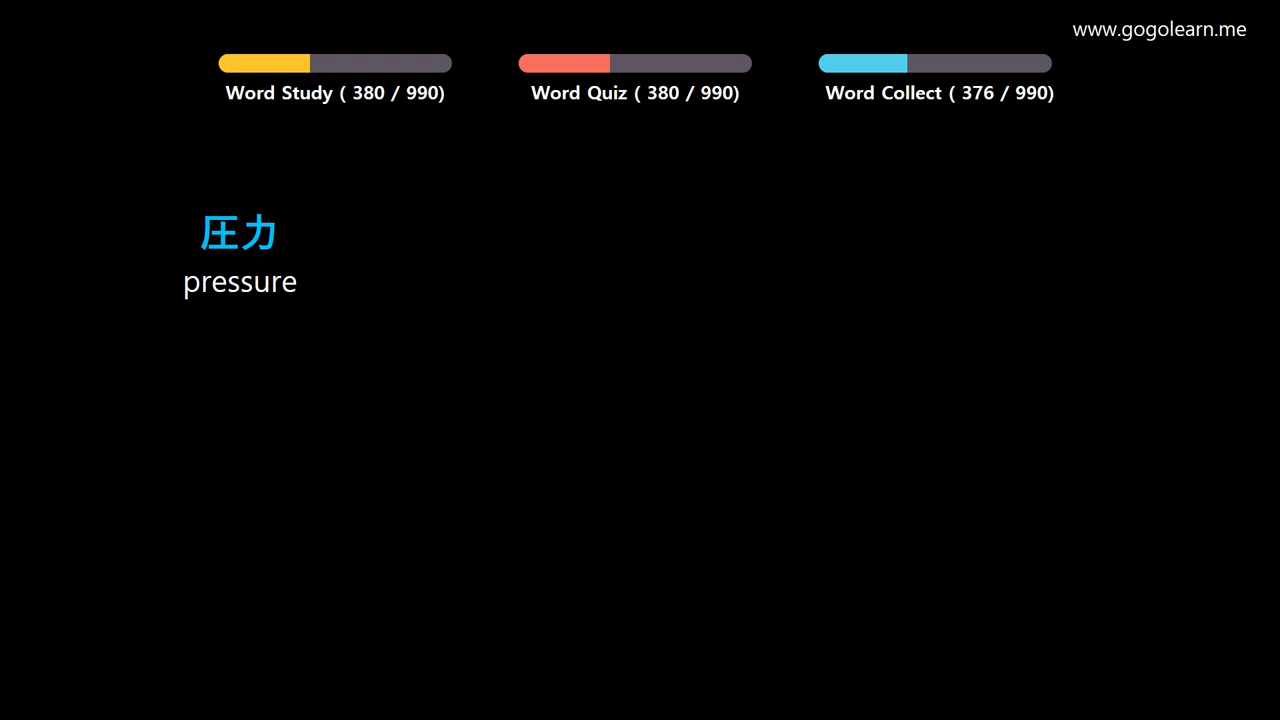 www.gogolearn.me
Word Study ( 380 / 990)
Word Quiz ( 380 / 990)
Word Collect ( 376 / 990)
圧力
pressure